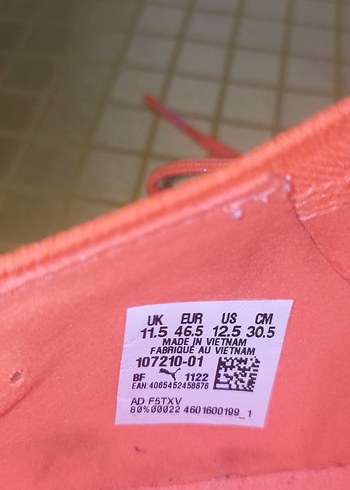 UK EUR US CM
11.5 46.5 12.5 30.5
MADE IN VIETNAM
FABRIQUÉ AU VIETNAM
107210-01
BF 1122
EAN:4065452458676
AD F5TXV
80%00022 4601600199_1